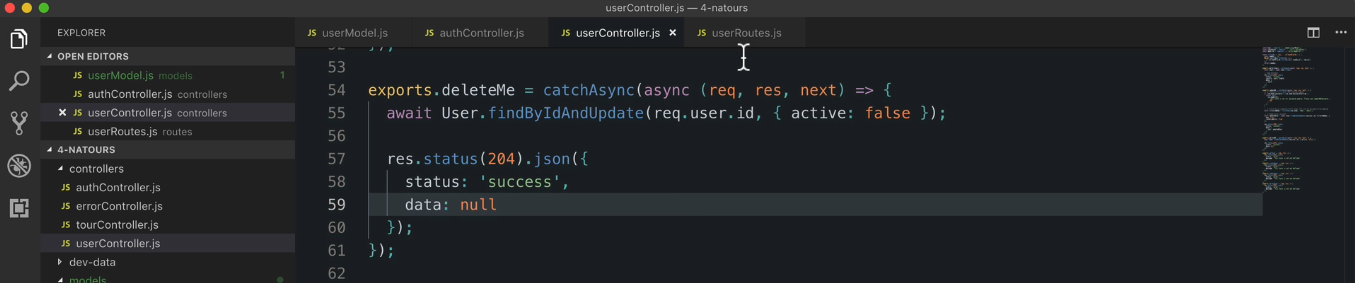 userController.js — 4-natours
EXPLORER
OPEN EDITORS
JS userModel.js models 1
JS authController.js controllers
JS userController.js controllers
JS userRoutes.js routes
4-NATOURS
controllers
JS authController.js
JS errorController.js
JS tourController.js
JS userController.js
dev-data
models
JS userModel.js
JS authController.js
JS userController.js ×
JS userRoutes.js
52 });
53
54 exports.deleteMe = catchAsync(async (req, res, next) => {
55 await User.findByIdAndUpdate(req.user.id, { active: false });
56
57 res.status(204).json({
58 status: 'success',
59 data: null
60 });
61 });
62